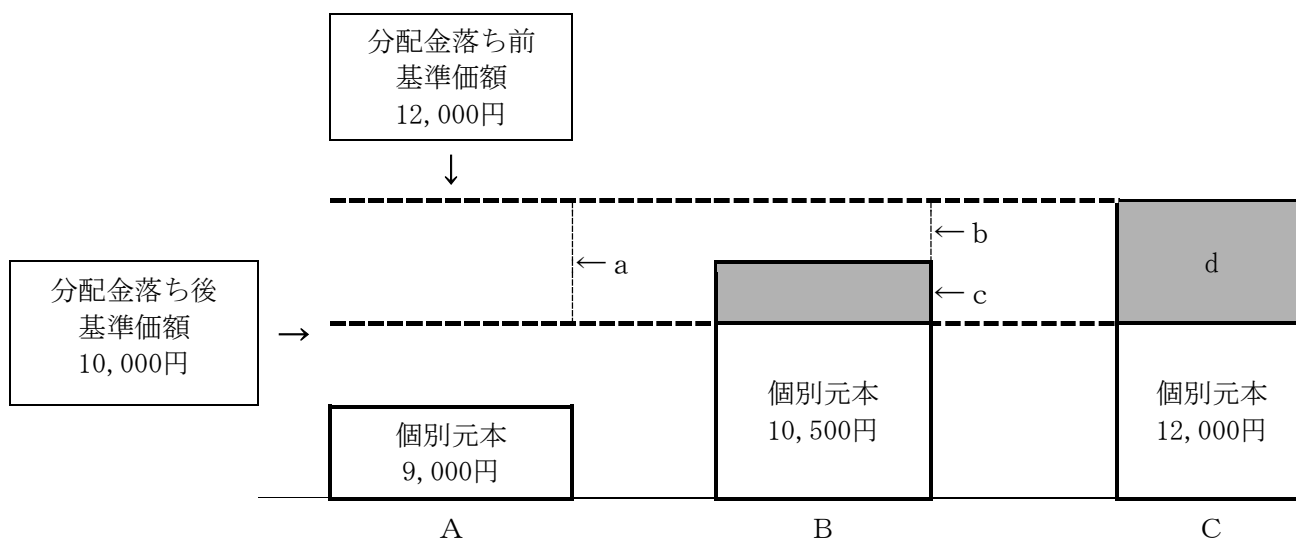 分配金落ち前
基準価額
12,000円
↓
← a
← b
← c
d
分配金落ち後
基準価額
10,000円
→
個別元本
9,000円
個別元本
10,500円
個別元本
12,000円
A
B
C